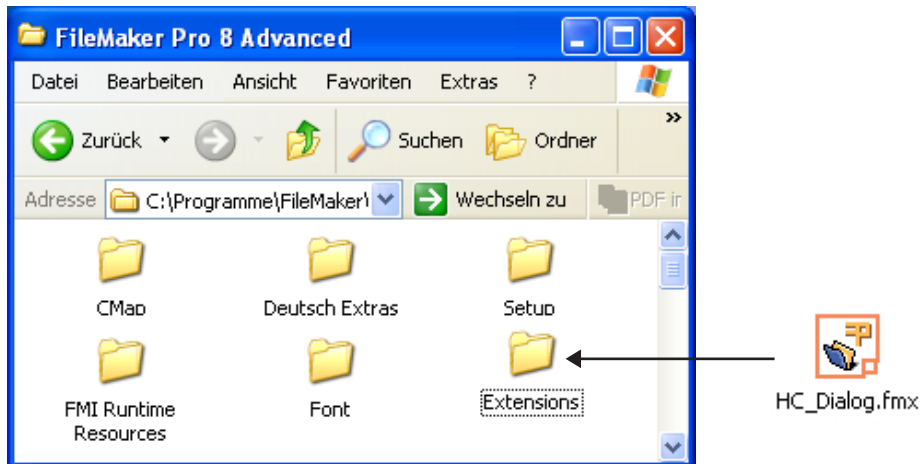 FileMaker Pro 8 Advanced
Datei Bearbeiten Ansicht Favoriten Extras ?
Zurück Suchen Ordner »
Adresse C:\Programme\FileMaker\ Wechseln zu PDF in
CMap Deutsch Extras Setup
FMI Runtime
Resources
Font
Extensions
HC_Dialog.fmx